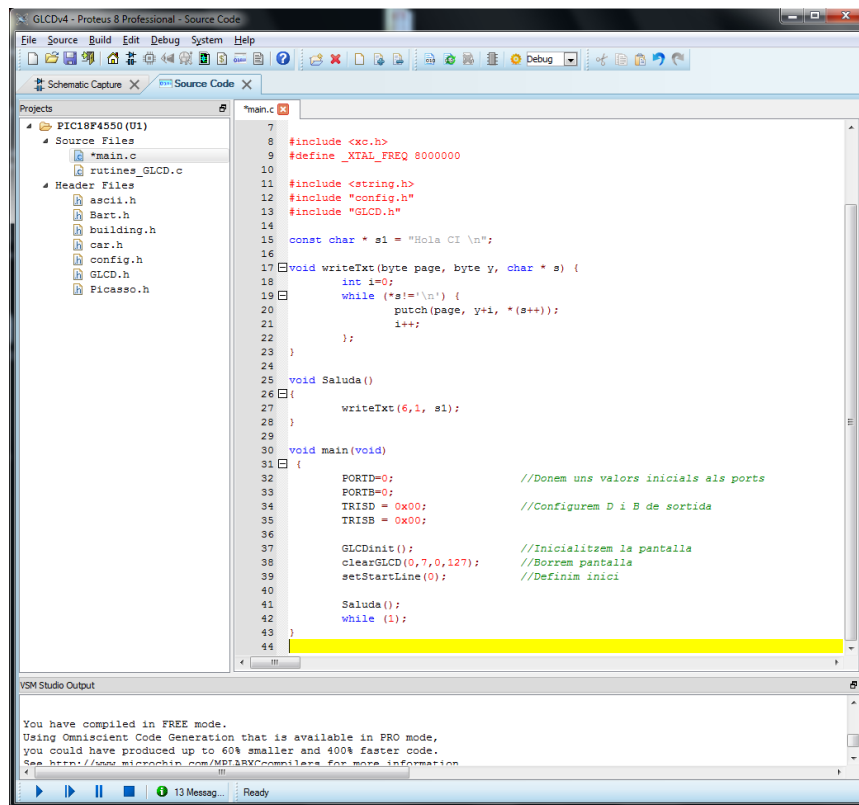 GLCDv4 - Proteus 8 Professional - Source Code
File Source Build Edit Debug System Help
Debug
Schematic Capture
Source Code
Projects
PIC18F4550(U1)
Source Files
*main.c
rutines_GLCD.c
Header Files
ascii.h
Bart.h
building.h
car.h
config.h
GLCD.h
Picasso.h
*main.c
7
8 #include <xc.h>
9 #define _XTAL_FREQ 8000000
10
11 #include <string.h>
12 #include "config.h"
13 #include "GLCD.h"
14
15 const char * s1 = "Hola CI \n";
16
17 void writeTxt(byte page, byte y, char * s) {
18 int i=0;
19 while (*s!='\n') {
20 putch(page, y+i, *(s++));
21 i++;
22 };
23 }
24
25 void Saluda()
26 {
27 writeTxt(6,1, s1);
28 }
29
30 void main(void)
31 {
32 PORTD=0; //Donem uns valors inicials als ports
33 PORTB=0;
34 TRISD = 0x00; //Configurem D i B de sortida
35 TRISB = 0x00;
36
37 GLCDinit(); //Inicialitzem la pantalla
38 clearGLCD(0,7,0,127); //Borrem pantalla
39 setStartLine(0); //Definim inici
40
41 Saluda();
42 while (1);
43 }
44
VSM Studio Output
You have compiled in FREE mode.
Using Omniscient Code Generation that is available in PRO mode,
you could have produced up to 60% smaller and 400% faster code.
See http://www.microchip.com/MPLABXCcompilers for more information
13 Messag... Ready